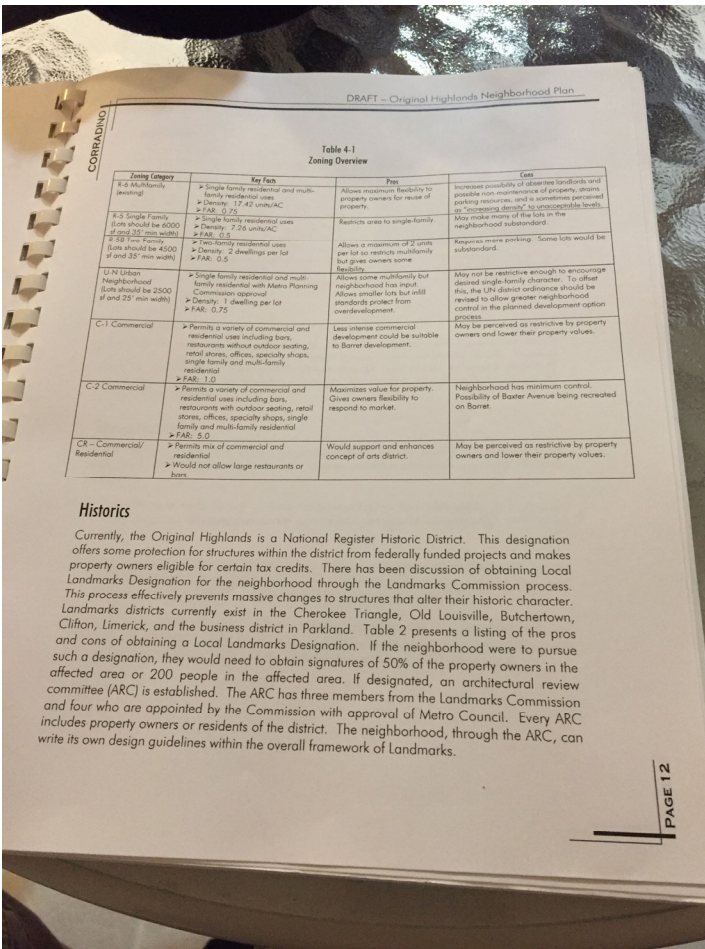 DRAFT – Original Highlands Neighborhood Plan
CORRADINO
Table 4-1
Zoning Overview
Zoning Category
Key Facts
Pros
Cons
R-6 Multifamily
(existing)
➢ Single family residential and multi-
family residential uses
➢ Density: 17.42 units/AC
➢ FAR: 0.75
Allows maximum flexibility to
property owners for reuse of
property.
Increases possibility of absentee landlords and
possible non-maintenance of property, strains
parking resources, and is sometimes perceived
as "increasing density" to unacceptable levels.
R-5 Single Family
(Lots should be 6000
sf and 35' min width)
➢ Single family residential uses
➢ Density: 7.26 units/AC
➢ FAR: 0.5
Restricts area to single-family
May make many of the lots in the
neighborhood substandard.
R-5B Two Family
(Lots should be 4500
sf and 35' min width)
➢ Two-family residential uses
➢ Density: 2 dwellings per lot
➢ FAR: 0.5
Allows a maximum of 2 units
per lot so restricts multifamily
but gives owners some
flexibility.
Requires more parking. Some lots would be
substandard.
U-N Urban
Neighborhood
(Lots should be 2500
sf and 25' min width)
➢ Single family residential and multi-
family residential with Metro Planning
Commission approval
➢ Density: 1 dwelling per lot
➢ FAR: 0.75
Allows some multifamily but
neighborhood has input.
Allows smaller lots but infill
standards protect from
overdevelopment.
May not be restrictive enough to encourage
desired single-family character. To offset
this, the UN district ordinance should be
revised to allow greater neighborhood
control in the planned development option
process.
C-1 Commercial
➢ Permits a variety of commercial and
residential uses including bars,
restaurants without outdoor seating,
retail stores, offices, specialty shops,
single family and multi-family
residential
➢ FAR: 1.0
Less intense commercial
development could be suitable
to Barret development.
May be perceived as restrictive by property
owners and lower their property values.
C-2 Commercial
➢ Permits a variety of commercial and
residential uses including bars,
restaurants with outdoor seating, retail
stores, offices, specialty shops, single
family and multi-family residential
➢ FAR: 5.0
Maximizes value for property.
Gives owners flexibility to
respond to market.
Neighborhood has minimum control.
Possibility of Baxter Avenue being recreated
on Barret.
CR – Commercial/
Residential
➢ Permits mix of commercial and
residential
➢ Would not allow large restaurants or
bars
Would support and enhances
concept of arts district.
May be perceived as restrictive by property
owners and lower their property values.
Historics
Currently, the Original Highlands is a National Register Historic District. This designation
offers some protection for structures within the district from federally funded projects and makes
property owners eligible for certain tax credits. There has been discussion of obtaining Local
Landmarks Designation for the neighborhood through the Landmarks Commission process.
This process effectively prevents massive changes to structures that alter their historic character.
Landmarks districts currently exist in the Cherokee Triangle, Old Louisville, Butchertown,
Clifton, Limerick, and the business district in Parkland. Table 2 presents a listing of the pros
and cons of obtaining a Local Landmarks Designation. If the neighborhood were to pursue
such a designation, they would need to obtain signatures of 50% of the property owners in the
affected area or 200 people in the affected area. If designated, an architectural review
committee (ARC) is established. The ARC has three members from the Landmarks Commission
and four who are appointed by the Commission with approval of Metro Council. Every ARC
includes property owners or residents of the district. The neighborhood, through the ARC, can
write its own design guidelines within the overall framework of Landmarks.
PAGE 12